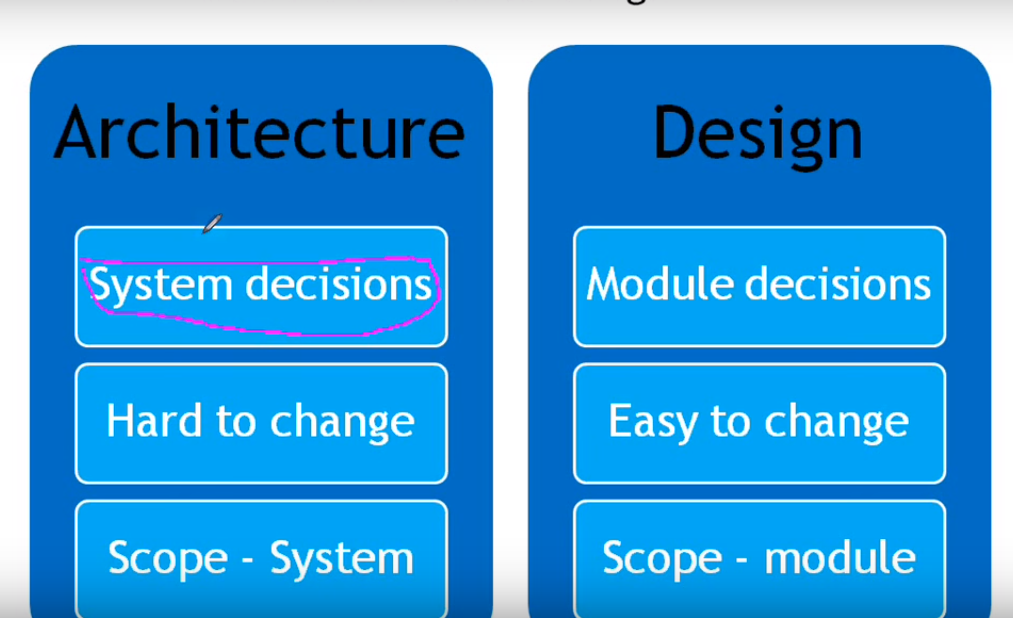 Architecture
System decisions
Hard to change
Scope - System
Design
Module decisions
Easy to change
Scope - module